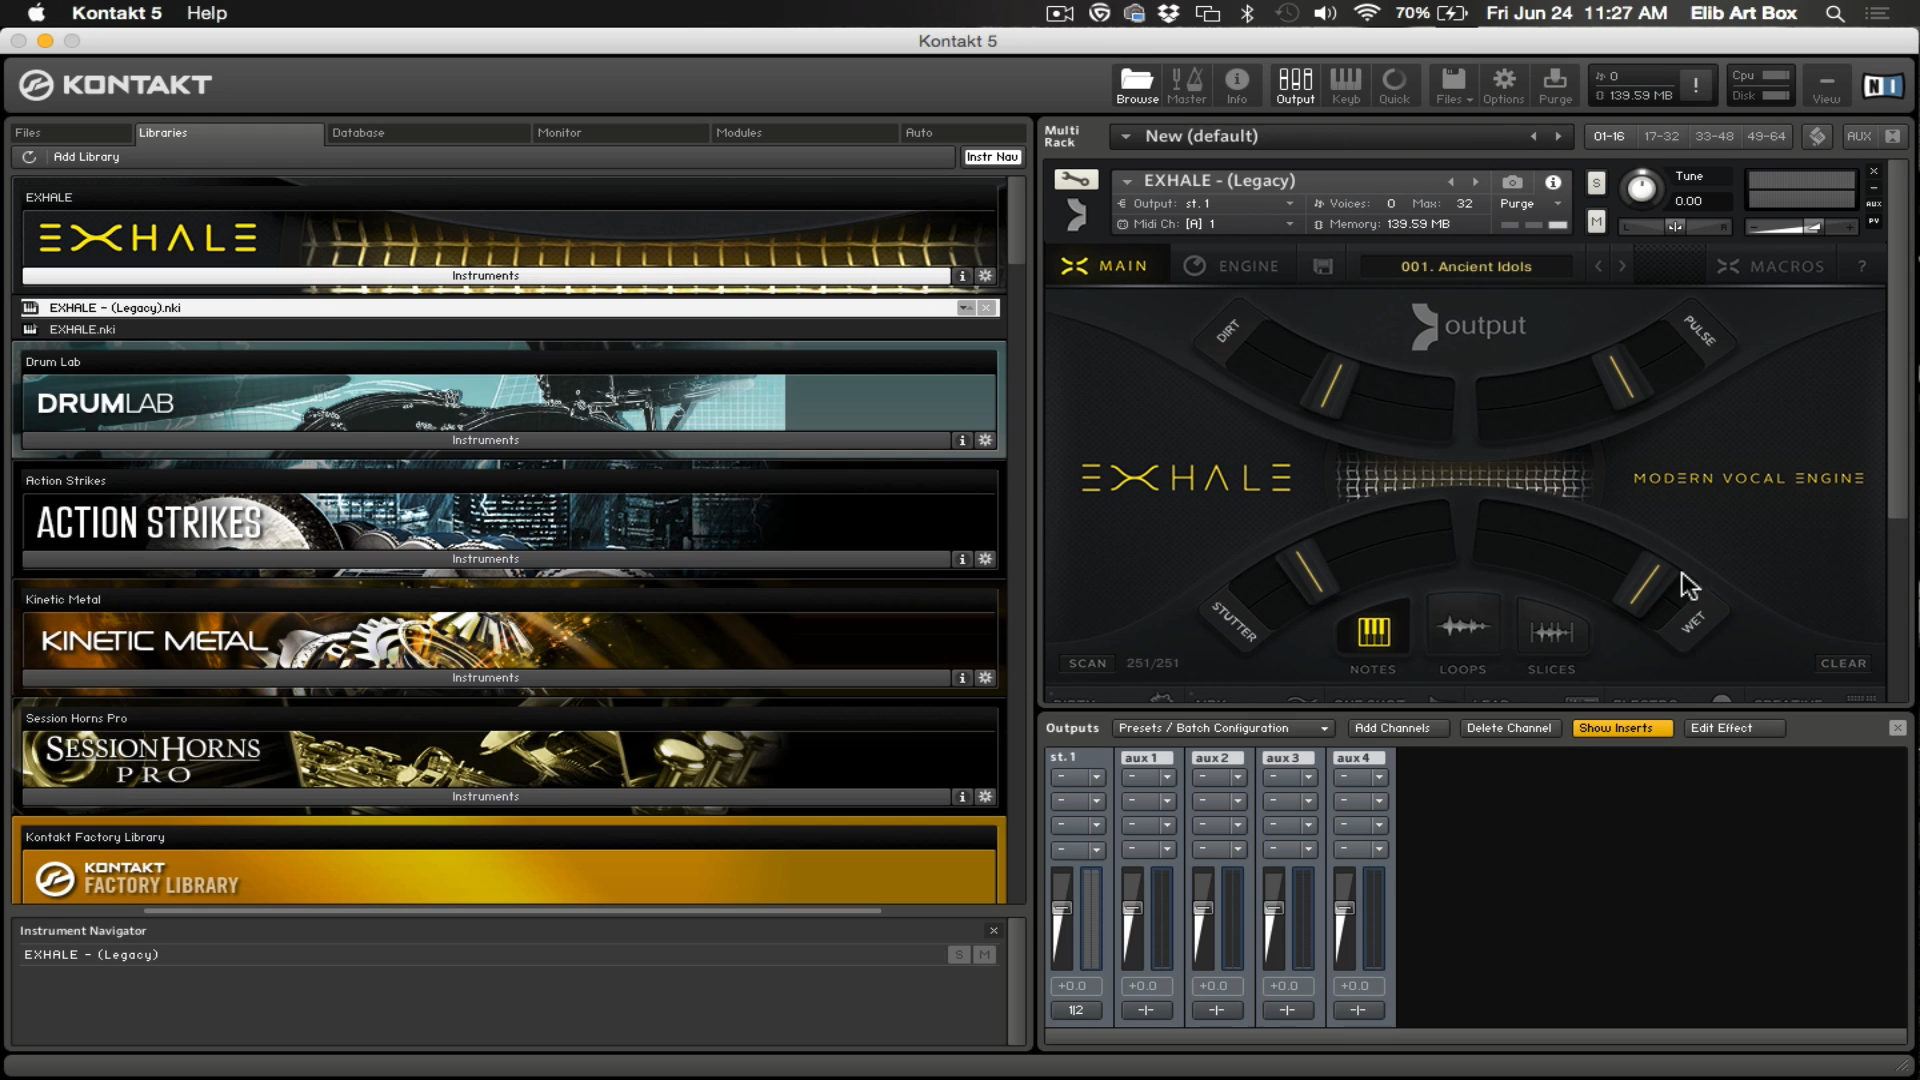 Kontakt 5 Help 70% Fri Jun 24 11:27 AM Elib Art Box
Kontakt 5
KONTAKT
Browse Master Info Output Keyb Quick Files Options Purge
0
139.59 MB
!
Cpu
Disk
View
NI
Files Libraries Database Monitor Modules Auto
Add Library Instr Nav
EXHALE
EXHALE
Instruments
EXHALE - (Legacy).nki
EXHALE.nki
Drum Lab
DRUMLAB
Instruments
Action Strikes
ACTION STRIKES
Instruments
Kinetic Metal
KINETIC METAL
Instruments
Session Horns Pro
SESSION HORNS
PRO
Instruments
Kontakt Factory Library
KONTAKT
FACTORY LIBRARY
Instrument Navigator
EXHALE - (Legacy) S M
Multi
Rack
New (default) 01-16 17-32 33-48 49-64 AUX
EXHALE - (Legacy)
Output: st.1 Voices: 0 Max: 32 Purge
Midi Ch: [A] 1 Memory: 139.59 MB
S
M
Tune
0.00
L R
AUX
PV
MAIN ENGINE 001. Ancient Idols MACROS ?
output
DIRT PULSE
EXHALE MODERN VOCAL ENGINE
STUTTER WET
NOTES LOOPS SLICES
SCAN 251/251 CLEAR
Outputs Presets / Batch Configuration Add Channels Delete Channel Show Inserts Edit Effect
st.1 aux1 aux2 aux3 aux4
+0.0 +0.0 +0.0 +0.0 +0.0
1|2 -|- -|- -|- -|-